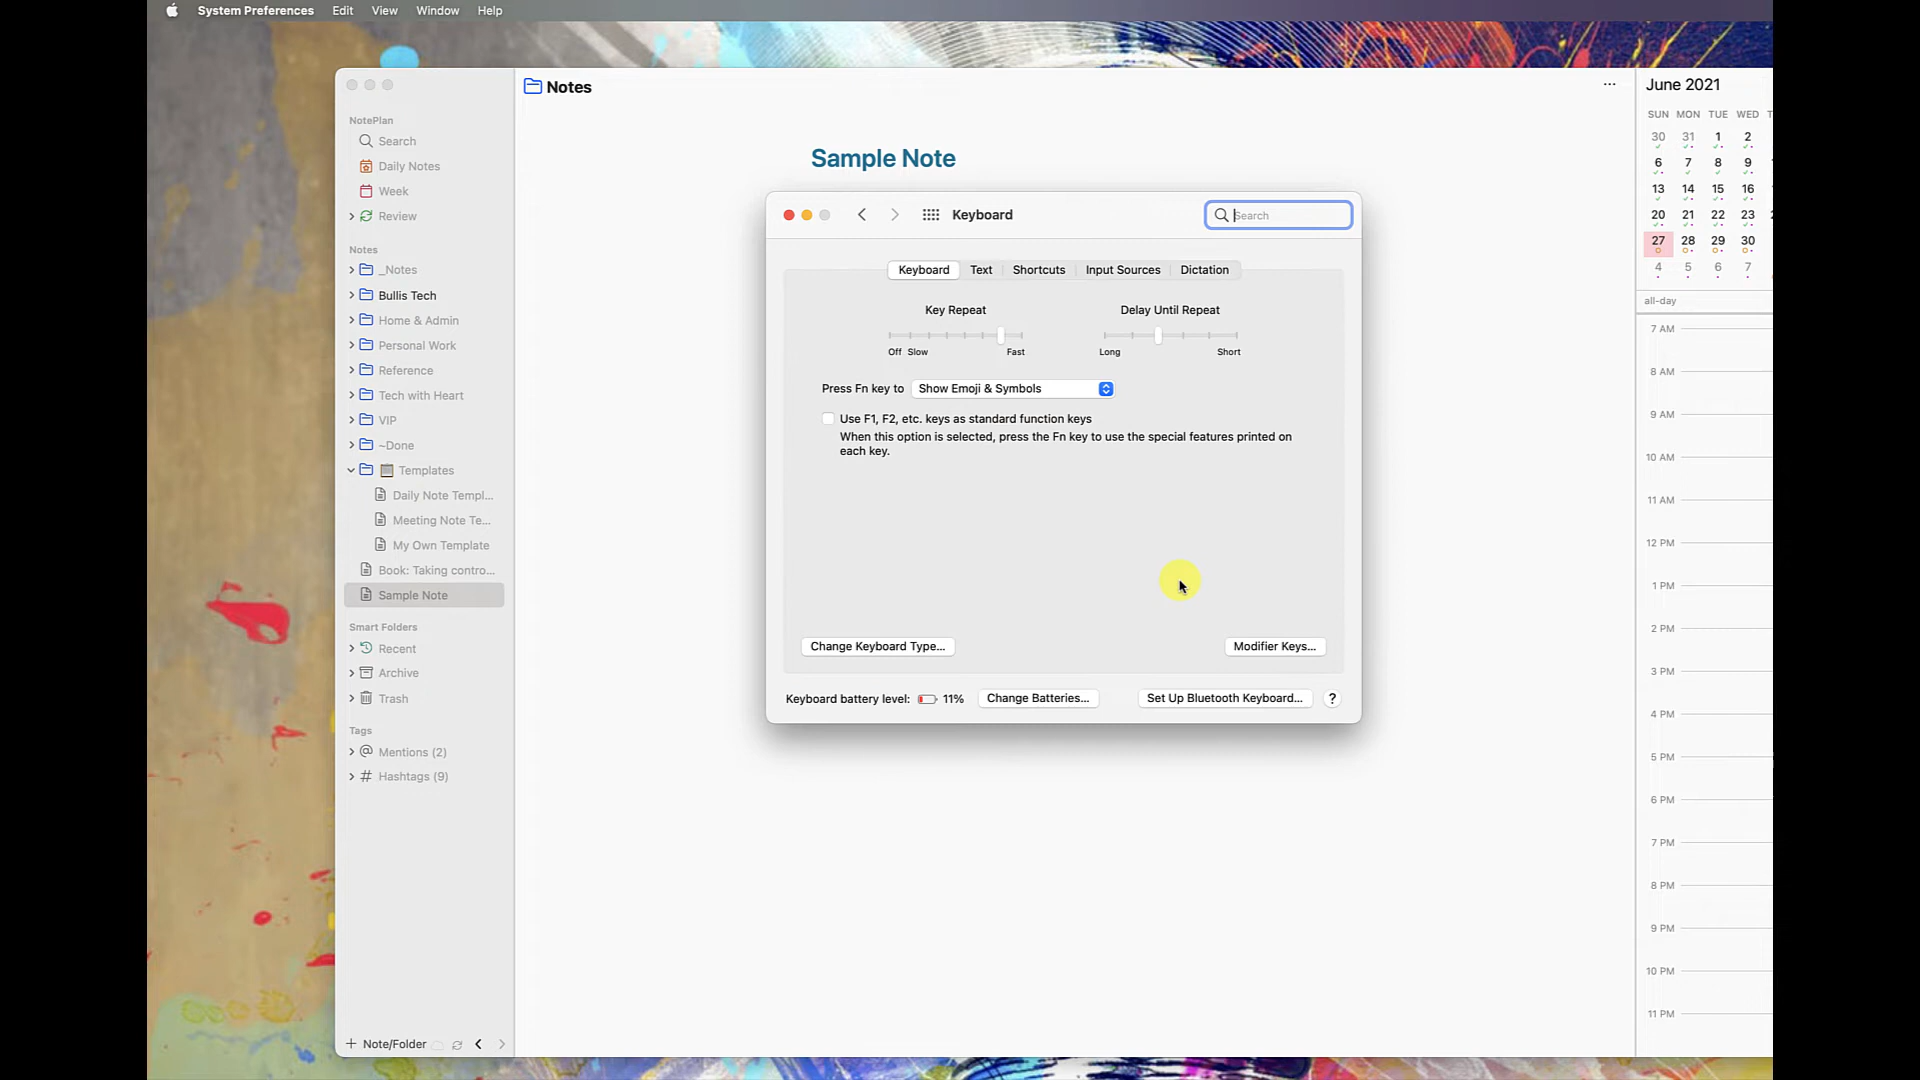 System Preferences Edit View Window Help
NotePlan
Search
Daily Notes
Week
Review
Notes
_Notes
Bullis Tech
Home & Admin
Personal Work
Reference
Tech with Heart
VIP
~Done
Templates
Daily Note Templ...
Meeting Note Te...
My Own Template
Book: Taking contro...
Sample Note
Smart Folders
Recent
Archive
Trash
Tags
@ Mentions (2)
# Hashtags (9)
+ Note/Folder
Notes
...
Sample Note
Keyboard
Search
Keyboard Text Shortcuts Input Sources Dictation
Key Repeat Delay Until Repeat
Off Slow Fast Long Short
Press Fn key to Show Emoji & Symbols
Use F1, F2, etc. keys as standard function keys
When this option is selected, press the Fn key to use the special features printed on
each key.
Change Keyboard Type... Modifier Keys...
Keyboard battery level: 11% Change Batteries... Set Up Bluetooth Keyboard... ?
June 2021
SUN MON TUE WED T
30 31 1 2
6 7 8 9
13 14 15 16
20 21 22 23
27 28 29 30
4 5 6 7
all-day
7 AM
8 AM
9 AM
10 AM
11 AM
12 PM
1 PM
2 PM
3 PM
4 PM
5 PM
6 PM
7 PM
8 PM
9 PM
10 PM
11 PM